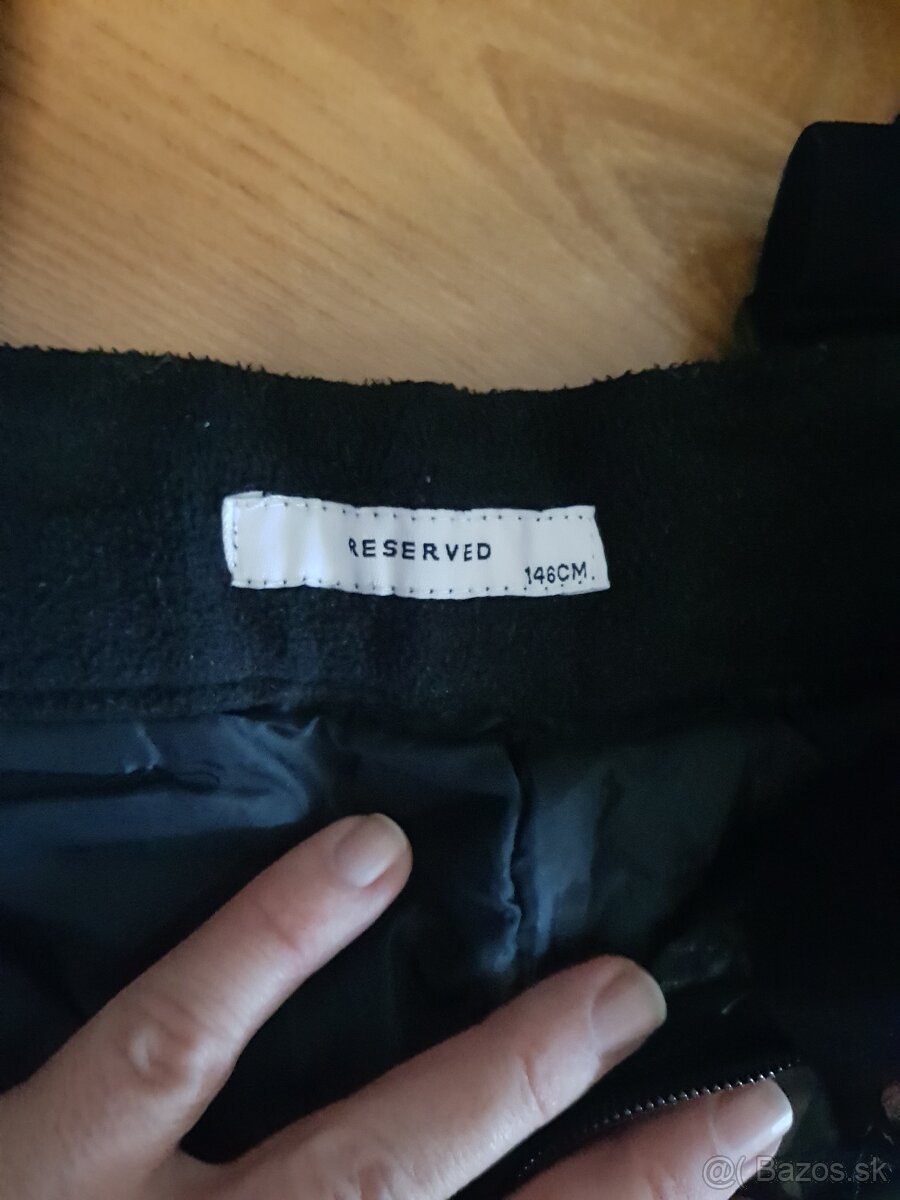 RESERVED
146CM
@( Bazos.sk